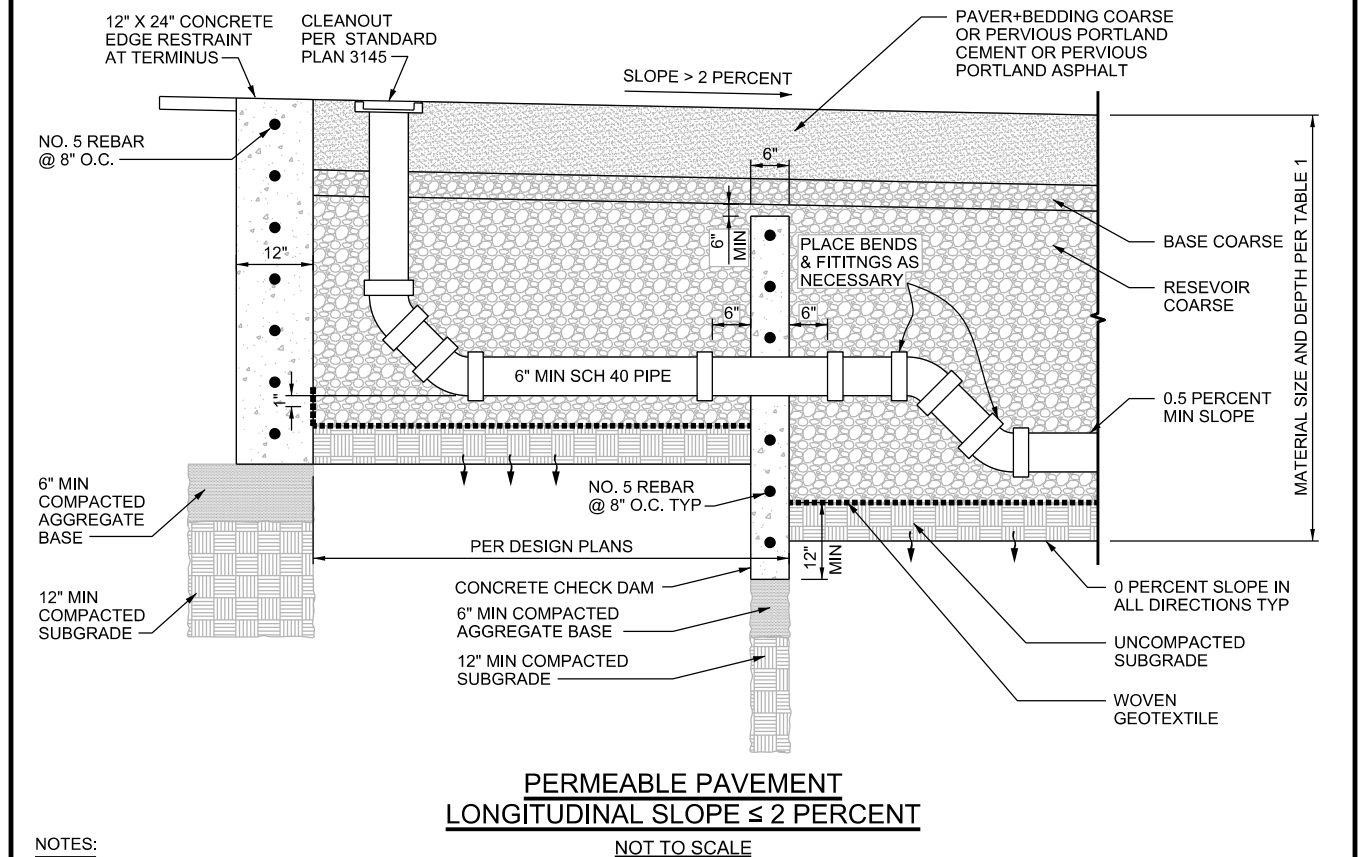 12" X 24" CONCRETE
EDGE RESTRAINT
AT TERMINUS
CLEANOUT
PER STANDARD
PLAN 3145
SLOPE > 2 PERCENT
PAVER+BEDDING COARSE
OR PERVIOUS PORTLAND
CEMENT OR PERVIOUS
PORTLAND ASPHALT
NO. 5 REBAR
@ 8" O.C.
6"
12"
6"
MIN
PLACE BENDS
& FITITNGS AS
NECESSARY
BASE COARSE
RESEVOIR
COARSE
MATERIAL SIZE AND DEPTH PER TABLE 1
6"
6"
6" MIN SCH 40 PIPE
1"
0.5 PERCENT
MIN SLOPE
6" MIN
COMPACTED
AGGREGATE
BASE
NO. 5 REBAR
@ 8" O.C. TYP
PER DESIGN PLANS
12"
MIN
CONCRETE CHECK DAM
6" MIN COMPACTED
AGGREGATE BASE
12" MIN COMPACTED
SUBGRADE
12" MIN
COMPACTED
SUBGRADE
0 PERCENT SLOPE IN
ALL DIRECTIONS TYP
UNCOMPACTED
SUBGRADE
WOVEN
GEOTEXTILE
PERMEABLE PAVEMENT
LONGITUDINAL SLOPE ≤ 2 PERCENT
NOT TO SCALE
NOTES: